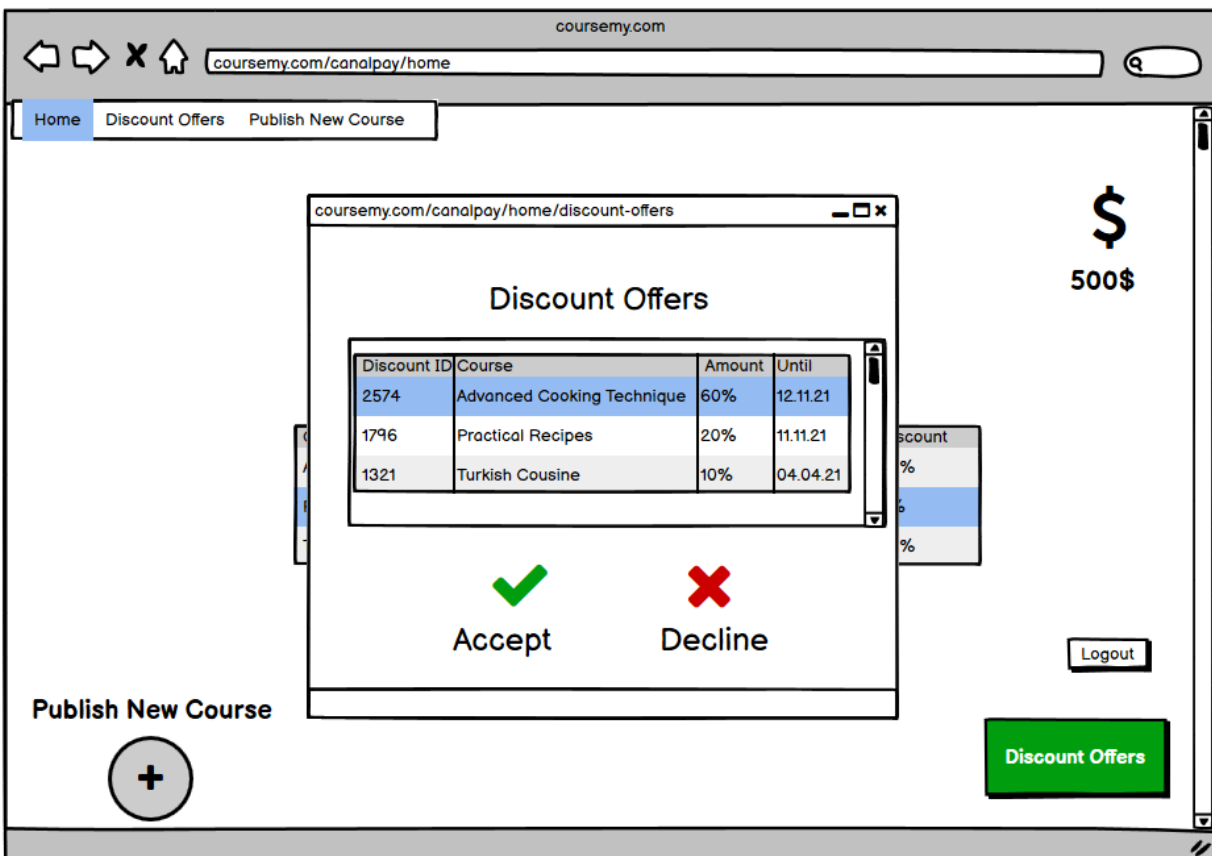 coursemy.com
coursemy.com/canalpay/home
Home Discount Offers Publish New Course
coursemy.com/canalpay/home/discount-offers
$
500$
Discount Offers
Discount ID Course Amount Until
2574 Advanced Cooking Technique 60% 12.11.21
1796 Practical Recipes 20% 11.11.21
1321 Turkish Cousine 10% 04.04.21
scount
%
%
%
Accept Decline
Logout
Publish New Course
+
Discount Offers